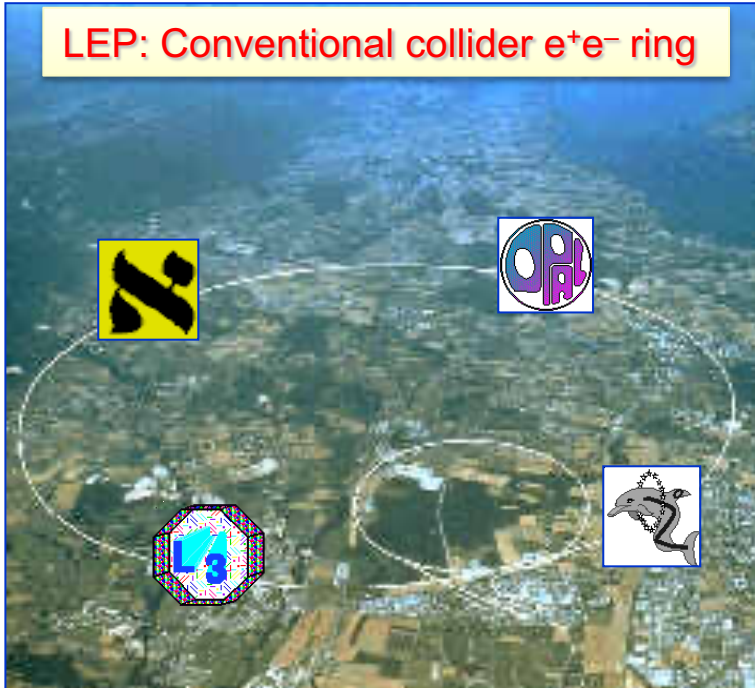 LEP: Conventional collider e⁺e⁻ ring
א
OPAL
L3